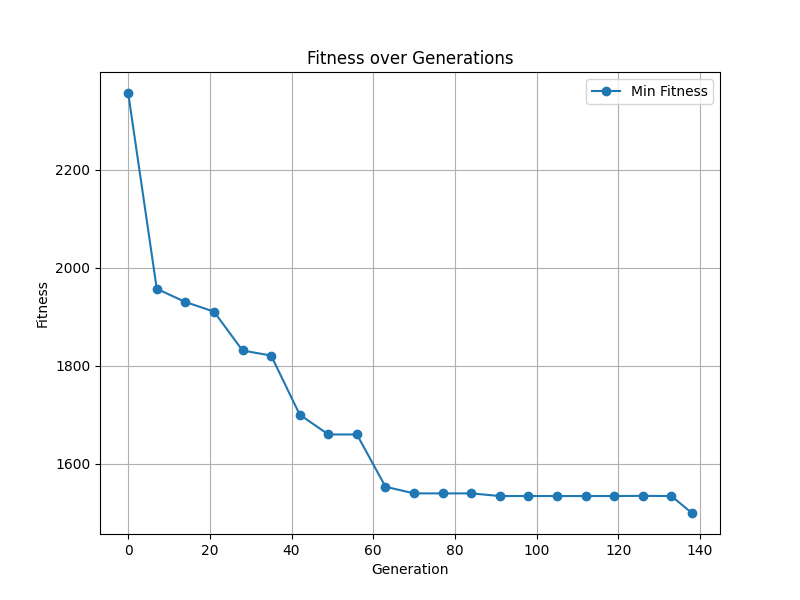 Fitness over Generations
Min Fitness
2200
2000
1800
1600
Fitness
0 20 40 60 80 100 120 140
Generation